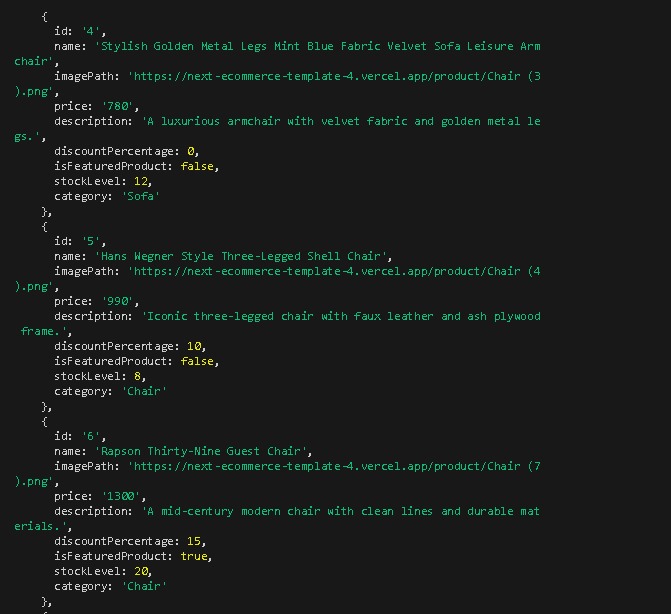 {
id: '4',
name: 'Stylish Golden Metal Legs Mint Blue Fabric Velvet Sofa Leisure Arm
chair',
imagePath: 'https://next-ecommerce-template-4.vercel.app/product/Chair (3
).png',
price: '780',
description: 'A luxurious armchair with velvet fabric and golden metal le
gs.',
discountPercentage: 0,
isFeaturedProduct: false,
stockLevel: 12,
category: 'Sofa'
},
{
id: '5',
name: 'Hans Wegner Style Three-Legged Shell Chair',
imagePath: 'https://next-ecommerce-template-4.vercel.app/product/Chair (4
).png',
price: '990',
description: 'Iconic three-legged chair with faux leather and ash plywood
frame.',
discountPercentage: 10,
isFeaturedProduct: false,
stockLevel: 8,
category: 'Chair'
},
{
id: '6',
name: 'Rapson Thirty-Nine Guest Chair',
imagePath: 'https://next-ecommerce-template-4.vercel.app/product/Chair (7
).png',
price: '1300',
description: 'A mid-century modern chair with clean lines and durable mat
erials.',
discountPercentage: 15,
isFeaturedProduct: true,
stockLevel: 20,
category: 'Chair'
},
{